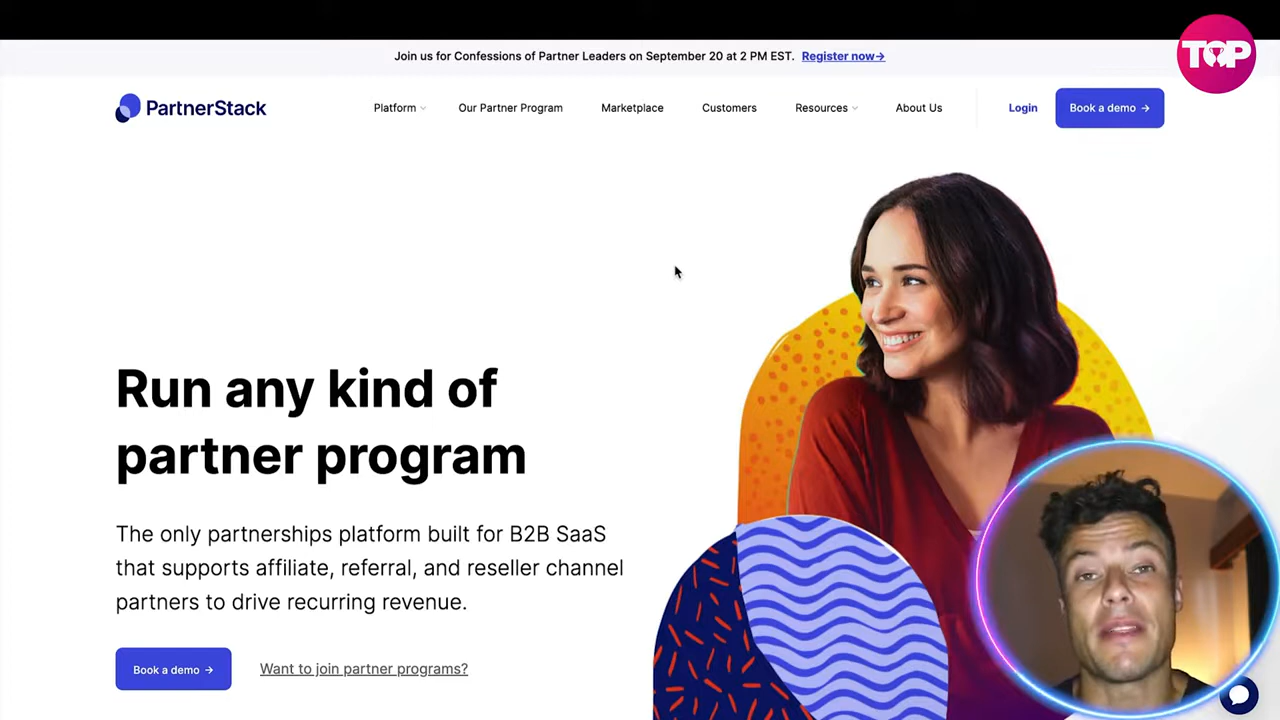 Join us for Confessions of Partner Leaders on September 20 at 2 PM EST. Register now→
TOP
PartnerStack
Platform
Our Partner Program
Marketplace
Customers
Resources
About Us
Login
Book a demo →
Run any kind of
partner program
The only partnerships platform built for B2B SaaS
that supports affiliate, referral, and reseller channel
partners to drive recurring revenue.
Book a demo →
Want to join partner programs?